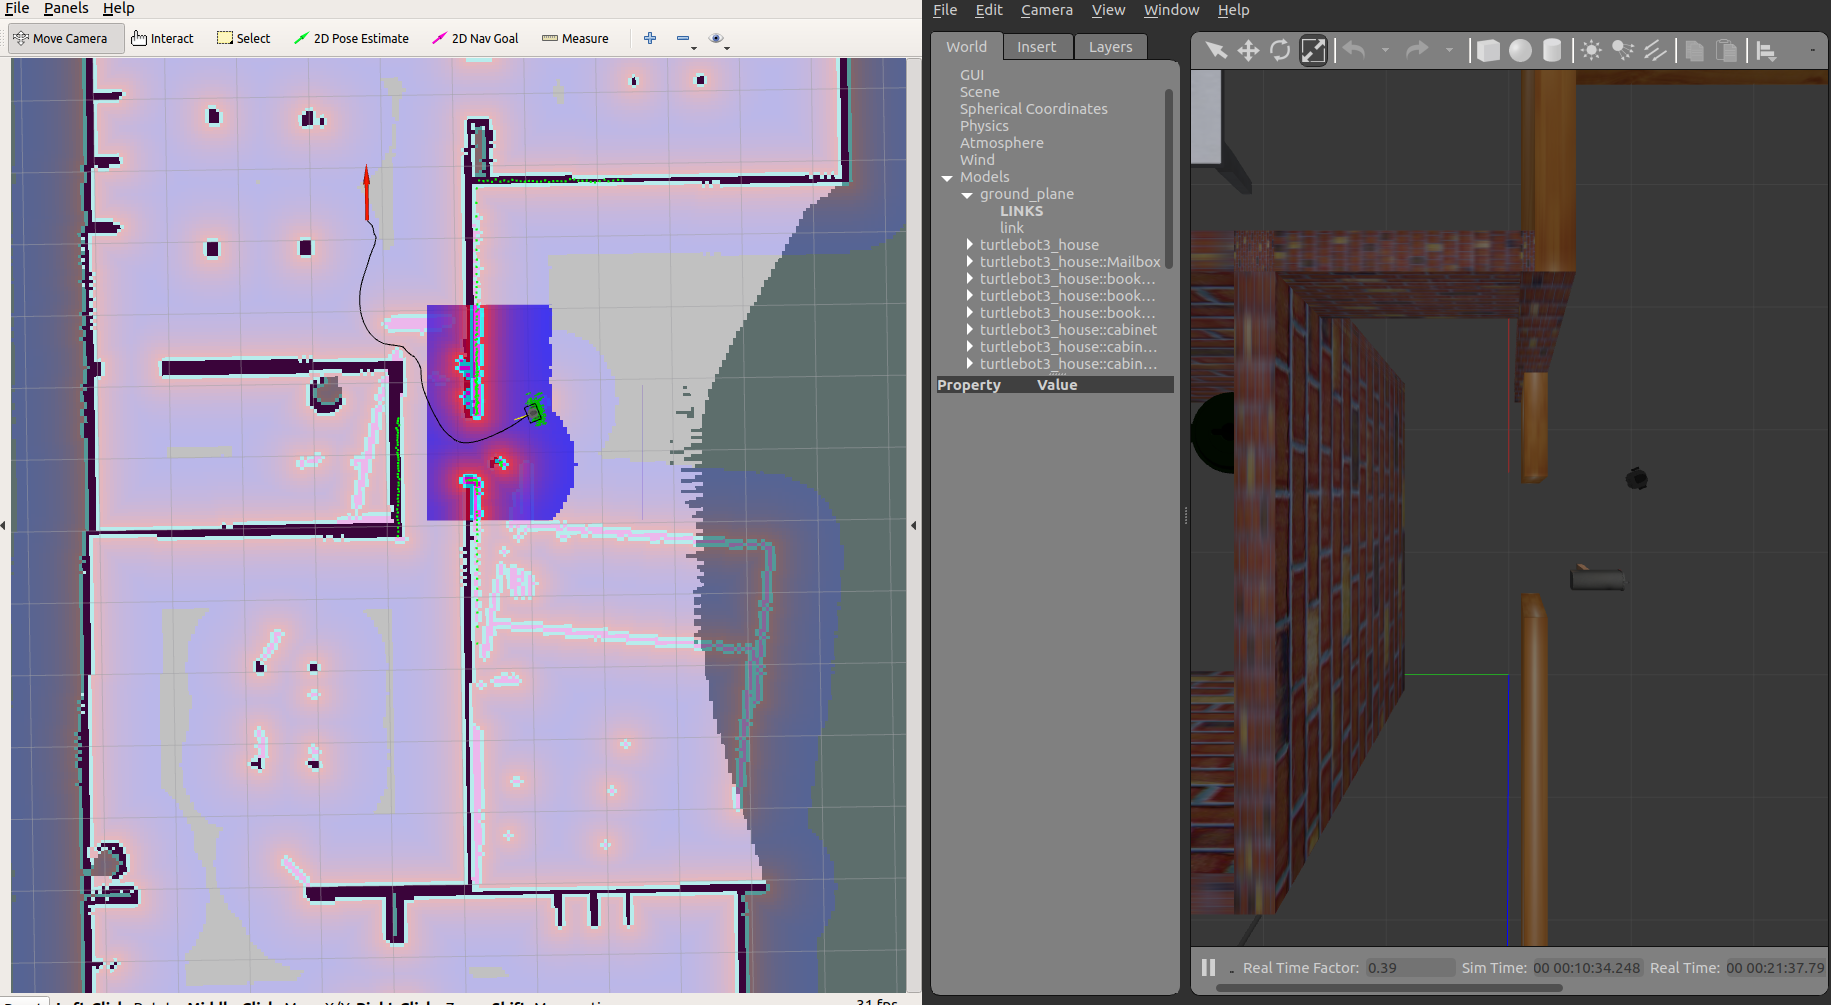 File Panels Help
Move Camera Interact Select 2D Pose Estimate 2D Nav Goal Measure
31 fps
File Edit Camera View Window Help
World Insert Layers
GUI
Scene
Spherical Coordinates
Physics
Atmosphere
Wind
Models
ground_plane
LINKS
link
turtlebot3_house
turtlebot3_house::Mailbox
turtlebot3_house::book...
turtlebot3_house::book...
turtlebot3_house::book...
turtlebot3_house::cabinet
turtlebot3_house::cabin...
turtlebot3_house::cabin...
Property Value
Real Time Factor: 0.39 Sim Time: 00 00:10:34.248 Real Time: 00 00:21:37.79